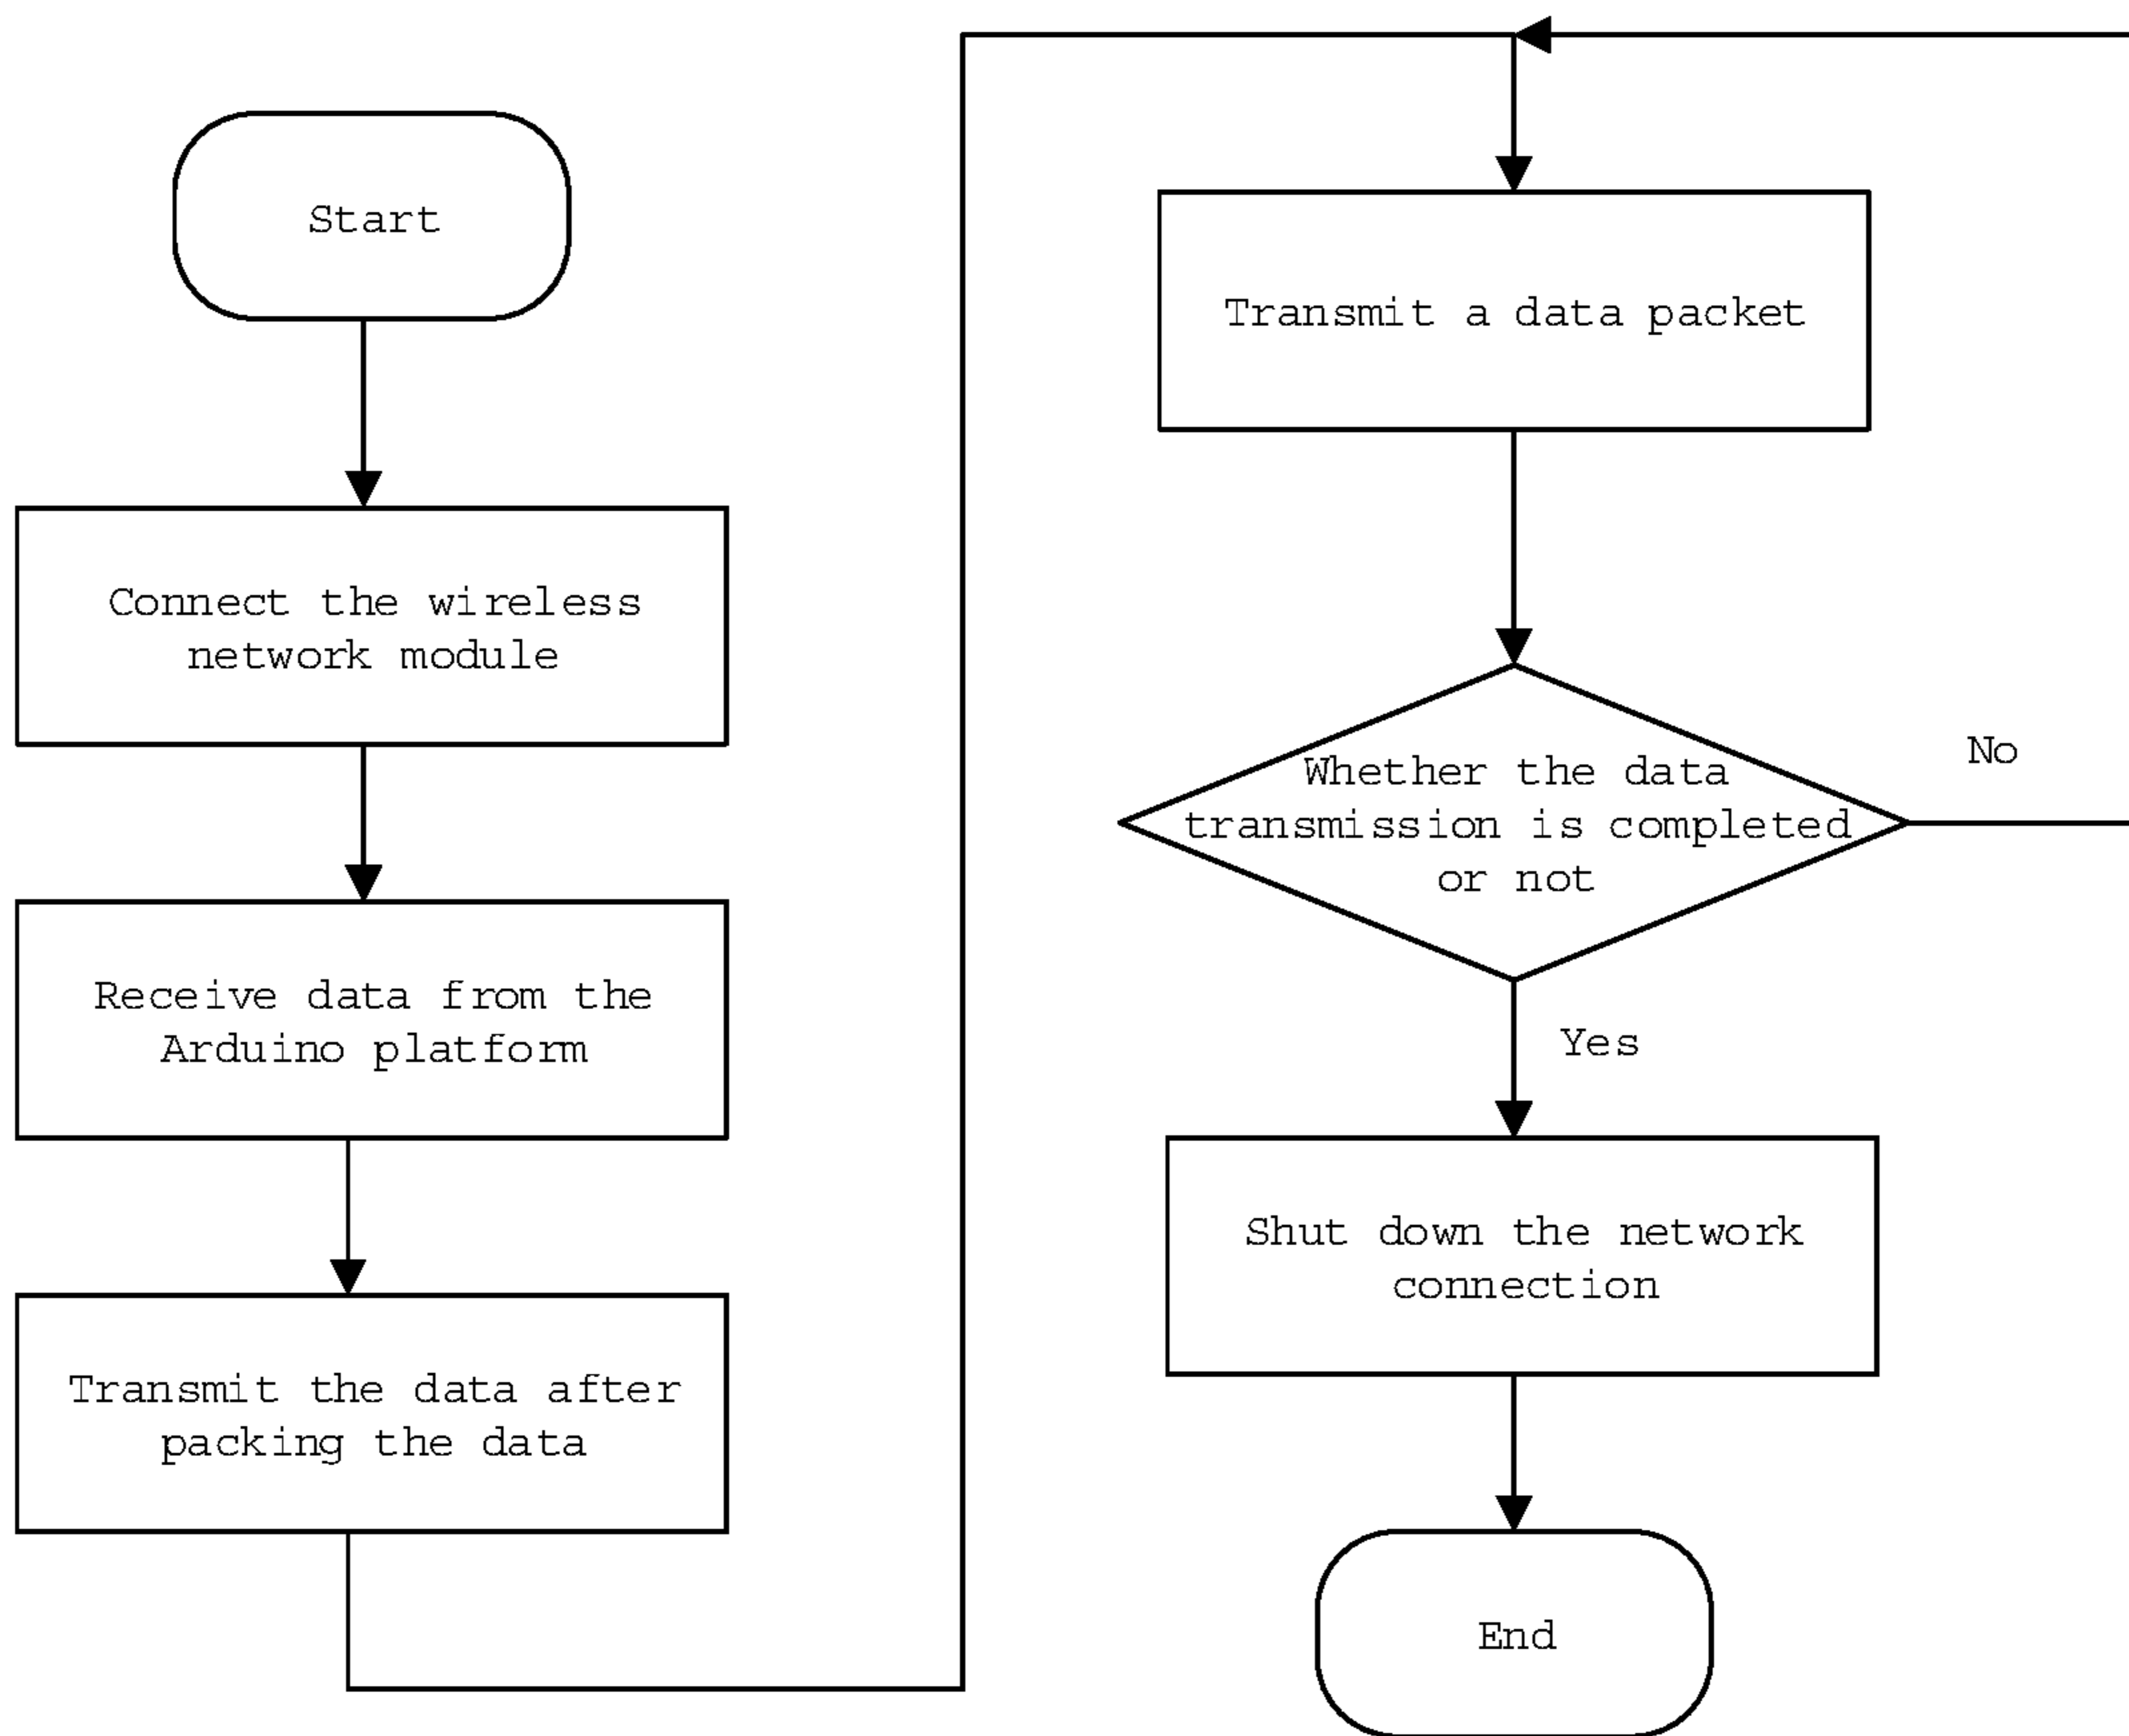 Start
Connect the wireless
network module
Receive data from the
Arduino platform
Transmit the data after
packing the data
Transmit a data packet
Whether the data
transmission is completed
or not
No
Yes
Shut down the network
connection
End